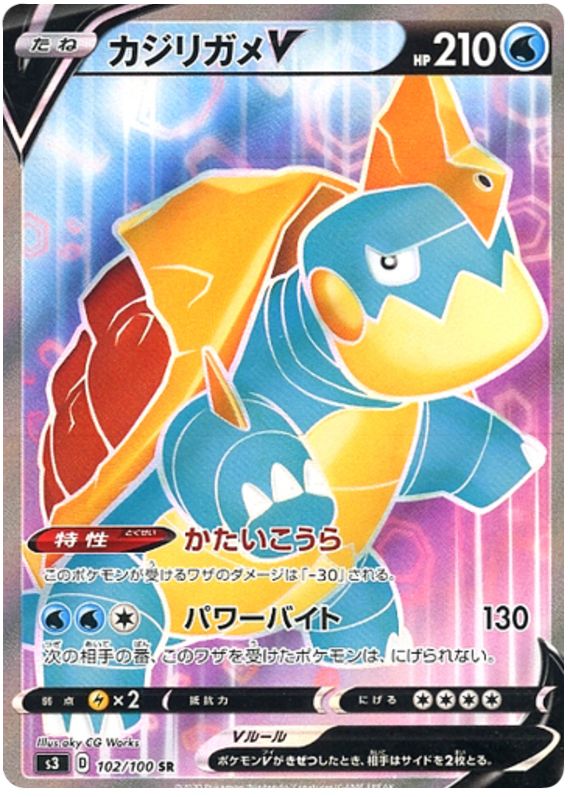 たね カジリガメV HP210
特性 とくせい かたいこうら
このポケモンが受けるワザのダメージは「-30」される。
パワーバイト 130
次の相手の番、このワザを受けたポケモンは、にげられない。
弱点 ×2 抵抗力 にげる
Illus. aky CG Works
Vルール
s3 D 102/100 SR
ポケモンVがきぜつしたとき、相手はサイドを2枚とる。